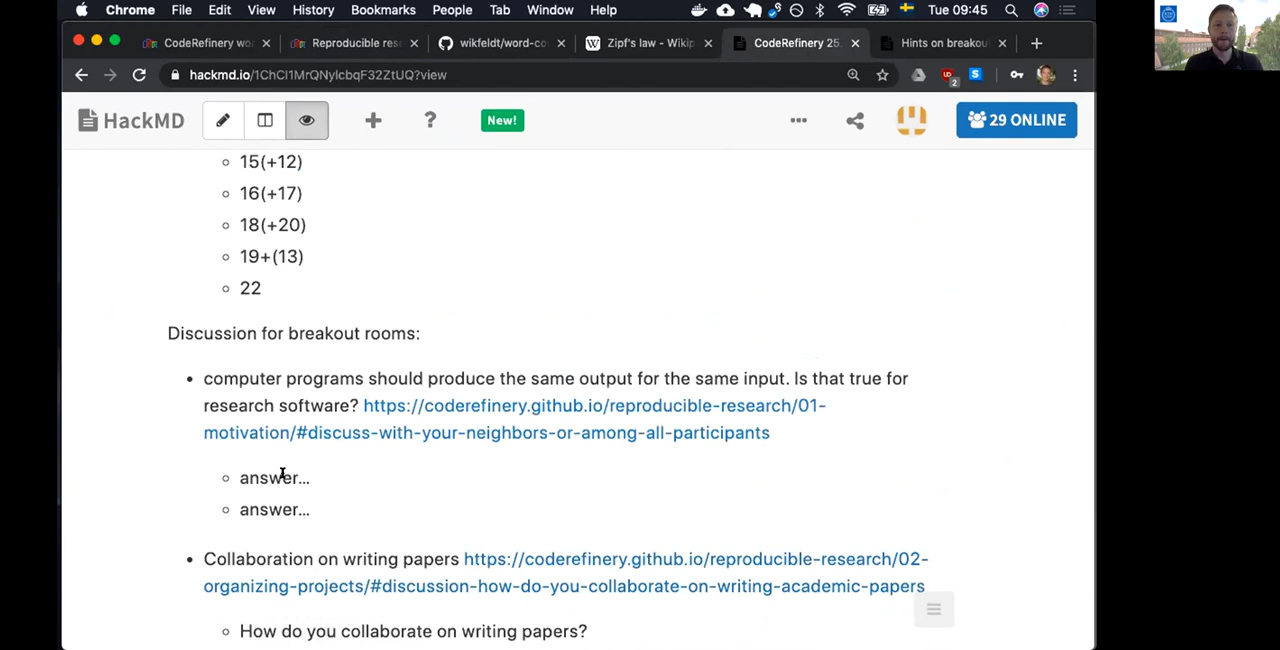 Chrome File Edit View History Bookmarks People Tab Window Help Tue 09:45
CodeRefinery wo
Reproducible res
wikfeldt/word-co
Zipf's law - Wikip
CodeRefinery 25.
Hints on breakou
hackmd.io/1ChCl1MrQNylcbqF32ZtUQ?view
HackMD
New!
29 ONLINE
15(+12)
16(+17)
18(+20)
19+(13)
22
Discussion for breakout rooms:
computer programs should produce the same output for the same input. Is that true for
research software? https://coderefinery.github.io/reproducible-research/01-
motivation/#discuss-with-your-neighbors-or-among-all-participants
answer...
answer...
Collaboration on writing papers https://coderefinery.github.io/reproducible-research/02-
organizing-projects/#discussion-how-do-you-collaborate-on-writing-academic-papers
How do you collaborate on writing papers?